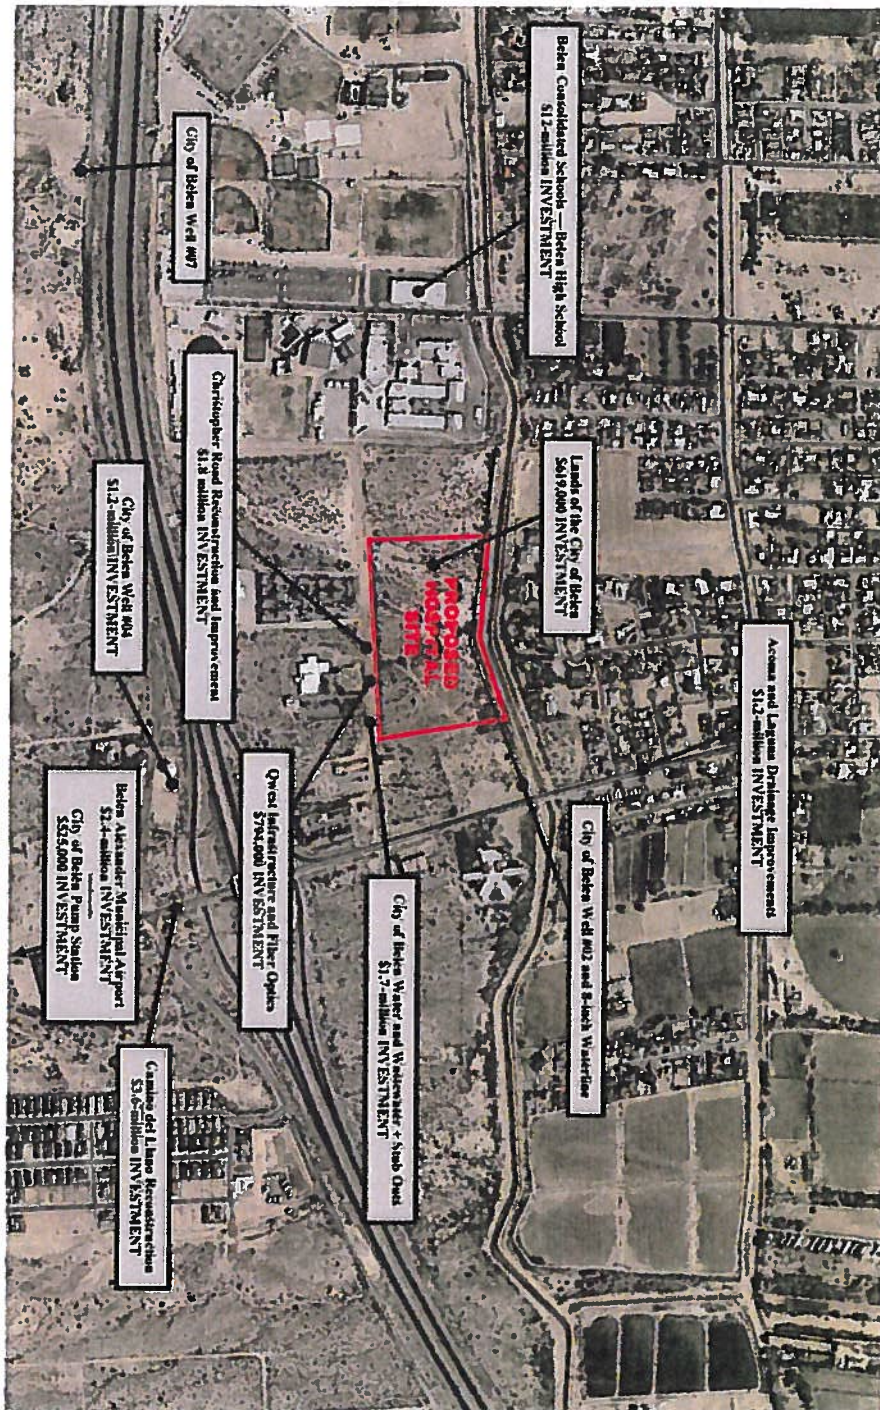 Belen Consolidated Schools — Belen High School
$12-million INVESTMENT
City of Belen Well #07
Lands of the City of Belen
$619,000 INVESTMENT
PROPOSED
HOSPITAL
SITE
Acoma and Laguna Drainage Improvements
$1.2-million INVESTMENT
City of Belen Well #02 and 8-inch Waterline
Christopher Road Reconstruction and Improvement
$1.8 million INVESTMENT
City of Belen Well #04
$1.2-million INVESTMENT
Qwest Infrastructure and Fiber Optics
$794,000 INVESTMENT
City of Belen Water and Wastewater + Stub Outs
$1.7-million INVESTMENT
Belen Alexander Municipal Airport
$2.4-million INVESTMENT
City of Belen Pump Station
$525,000 INVESTMENT
Camino del Llano Reconstruction
$3.6-million INVESTMENT